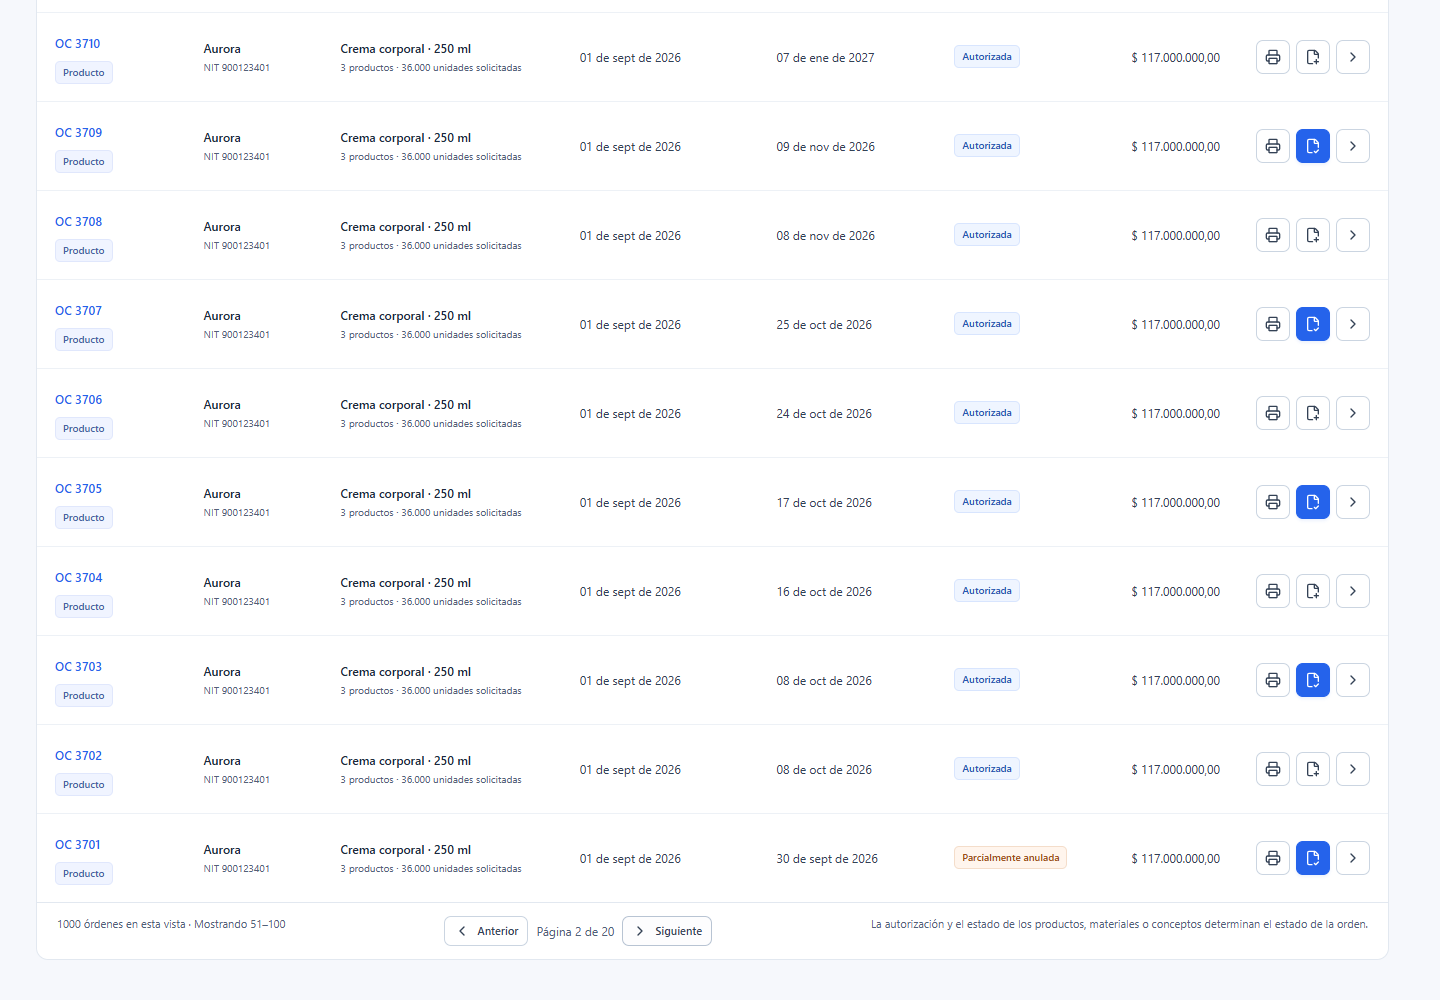 OC 3710
Producto
Aurora
NIT 900123401
Crema corporal · 250 ml
3 productos · 36.000 unidades solicitadas
01 de sept de 2026
07 de ene de 2027
Autorizada
$ 117.000.000,00
OC 3709
Producto
Aurora
NIT 900123401
Crema corporal · 250 ml
3 productos · 36.000 unidades solicitadas
01 de sept de 2026
09 de nov de 2026
Autorizada
$ 117.000.000,00
OC 3708
Producto
Aurora
NIT 900123401
Crema corporal · 250 ml
3 productos · 36.000 unidades solicitadas
01 de sept de 2026
08 de nov de 2026
Autorizada
$ 117.000.000,00
OC 3707
Producto
Aurora
NIT 900123401
Crema corporal · 250 ml
3 productos · 36.000 unidades solicitadas
01 de sept de 2026
25 de oct de 2026
Autorizada
$ 117.000.000,00
OC 3706
Producto
Aurora
NIT 900123401
Crema corporal · 250 ml
3 productos · 36.000 unidades solicitadas
01 de sept de 2026
24 de oct de 2026
Autorizada
$ 117.000.000,00
OC 3705
Producto
Aurora
NIT 900123401
Crema corporal · 250 ml
3 productos · 36.000 unidades solicitadas
01 de sept de 2026
17 de oct de 2026
Autorizada
$ 117.000.000,00
OC 3704
Producto
Aurora
NIT 900123401
Crema corporal · 250 ml
3 productos · 36.000 unidades solicitadas
01 de sept de 2026
16 de oct de 2026
Autorizada
$ 117.000.000,00
OC 3703
Producto
Aurora
NIT 900123401
Crema corporal · 250 ml
3 productos · 36.000 unidades solicitadas
01 de sept de 2026
08 de oct de 2026
Autorizada
$ 117.000.000,00
OC 3702
Producto
Aurora
NIT 900123401
Crema corporal · 250 ml
3 productos · 36.000 unidades solicitadas
01 de sept de 2026
08 de oct de 2026
Autorizada
$ 117.000.000,00
OC 3701
Producto
Aurora
NIT 900123401
Crema corporal · 250 ml
3 productos · 36.000 unidades solicitadas
01 de sept de 2026
30 de sept de 2026
Parcialmente anulada
$ 117.000.000,00
1000 órdenes en esta vista · Mostrando 51–100
Anterior
Página 2 de 20
Siguiente
La autorización y el estado de los productos, materiales o conceptos determinan el estado de la orden.